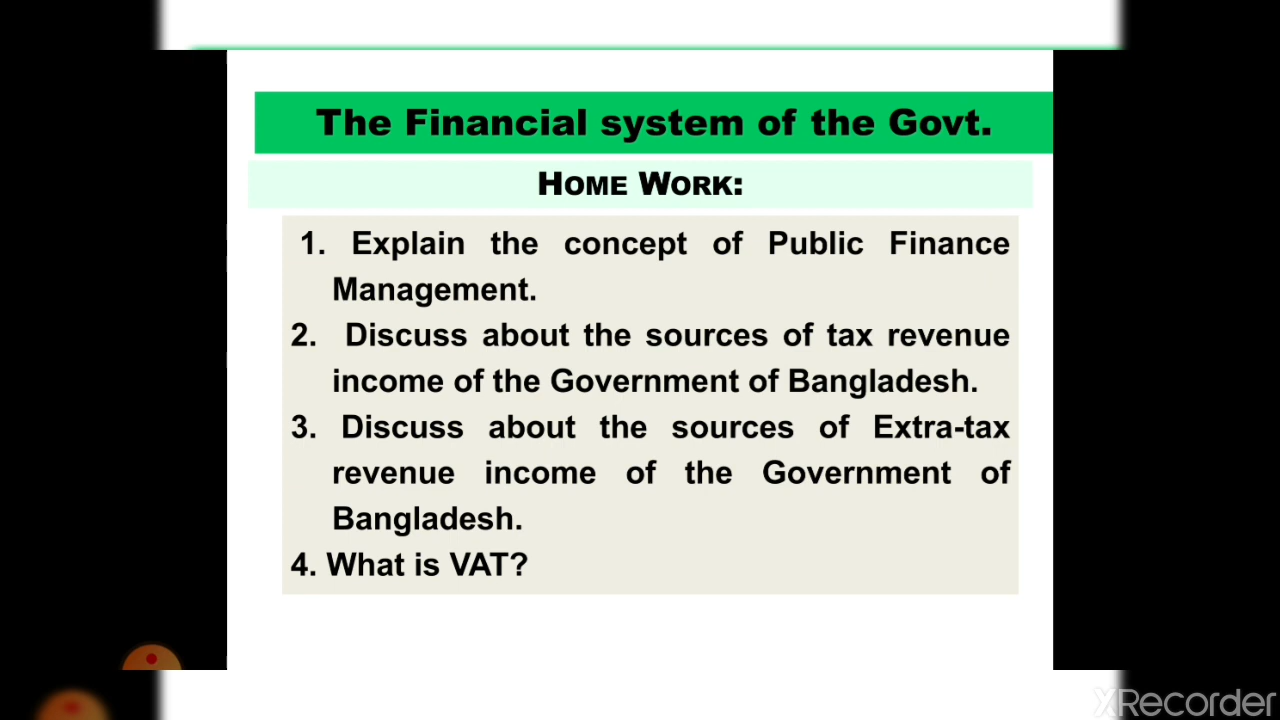 The Financial system of the Govt.
HOME WORK:
1. Explain the concept of Public Finance
Management.
2. Discuss about the sources of tax revenue
income of the Government of Bangladesh.
3. Discuss about the sources of Extra-tax
revenue income of the Government of
Bangladesh.
4. What is VAT?
XRecorder